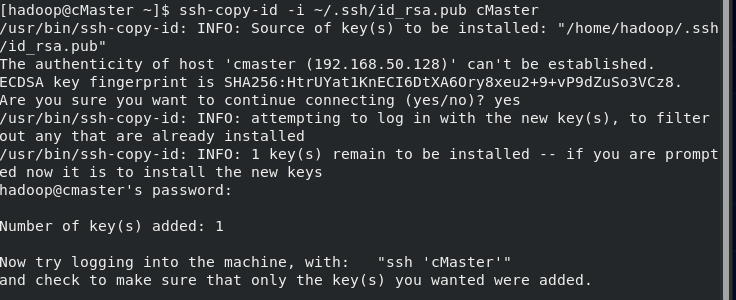 [hadoop@cMaster ~]$ ssh-copy-id -i ~/.ssh/id_rsa.pub cMaster
/usr/bin/ssh-copy-id: INFO: Source of key(s) to be installed: "/home/hadoop/.ssh
/id_rsa.pub"
The authenticity of host 'cmaster (192.168.50.128)' can't be established.
ECDSA key fingerprint is SHA256:HtrUYat1KnECI6DtXA6Ory8xeu2+9+vP9dZuSo3VCz8.
Are you sure you want to continue connecting (yes/no)? yes
/usr/bin/ssh-copy-id: INFO: attempting to log in with the new key(s), to filter
out any that are already installed
/usr/bin/ssh-copy-id: INFO: 1 key(s) remain to be installed -- if you are prompt
ed now it is to install the new keys
hadoop@cmaster's password:
Number of key(s) added: 1
Now try logging into the machine, with:   "ssh 'cMaster'"
and check to make sure that only the key(s) you wanted were added.